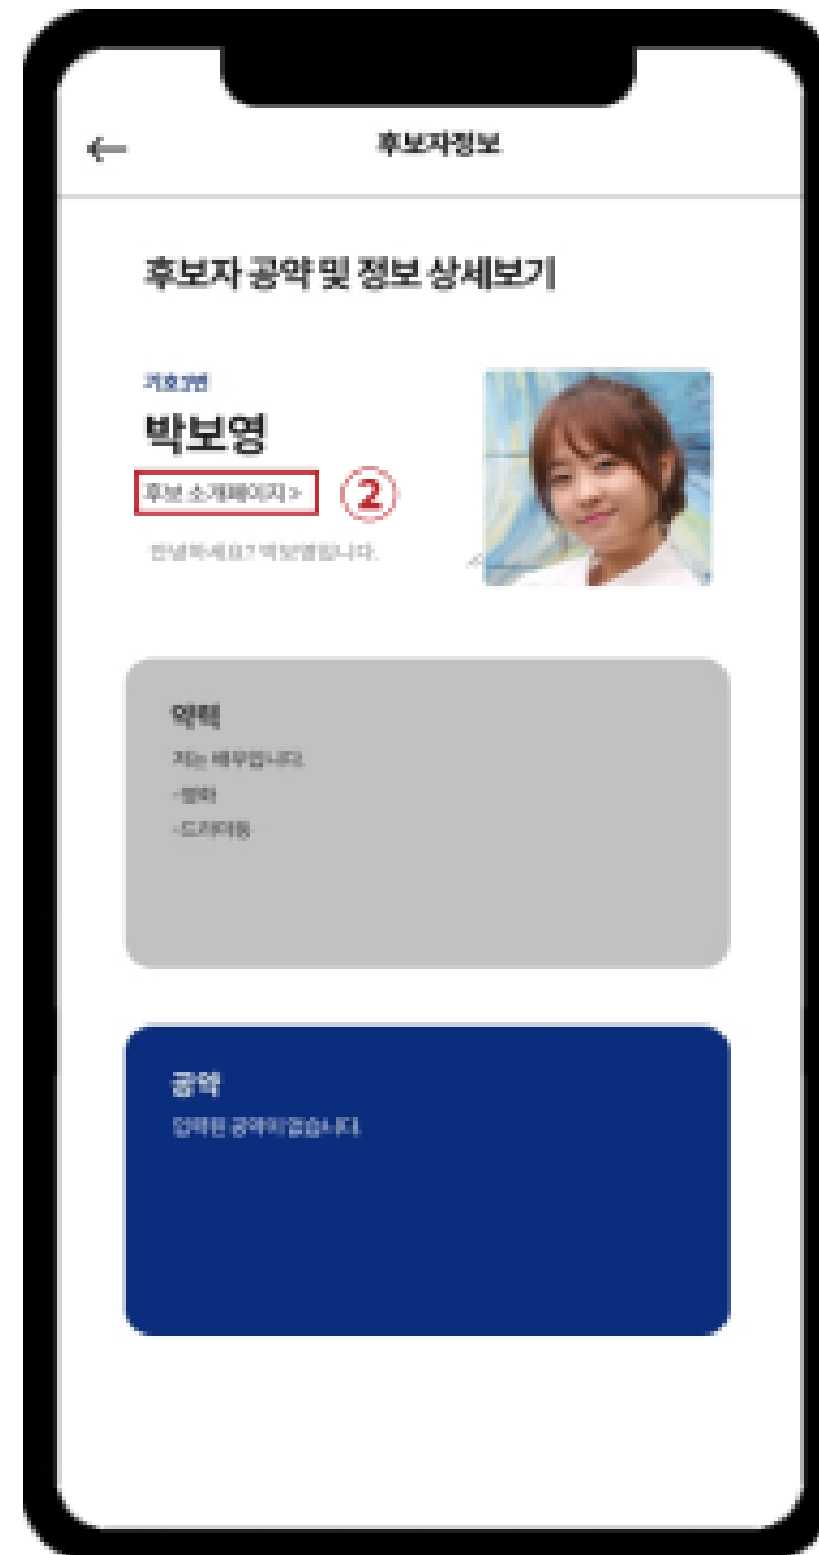 후보자정보
후보자 공약 및 정보 상세보기
기호1번
박보영
후보 소개페이지 >
②
안녕하세요? 박보영입니다.
약력
저는 배우입니다.
-영화
-드라마등
공약
입력된 공약이 없습니다.